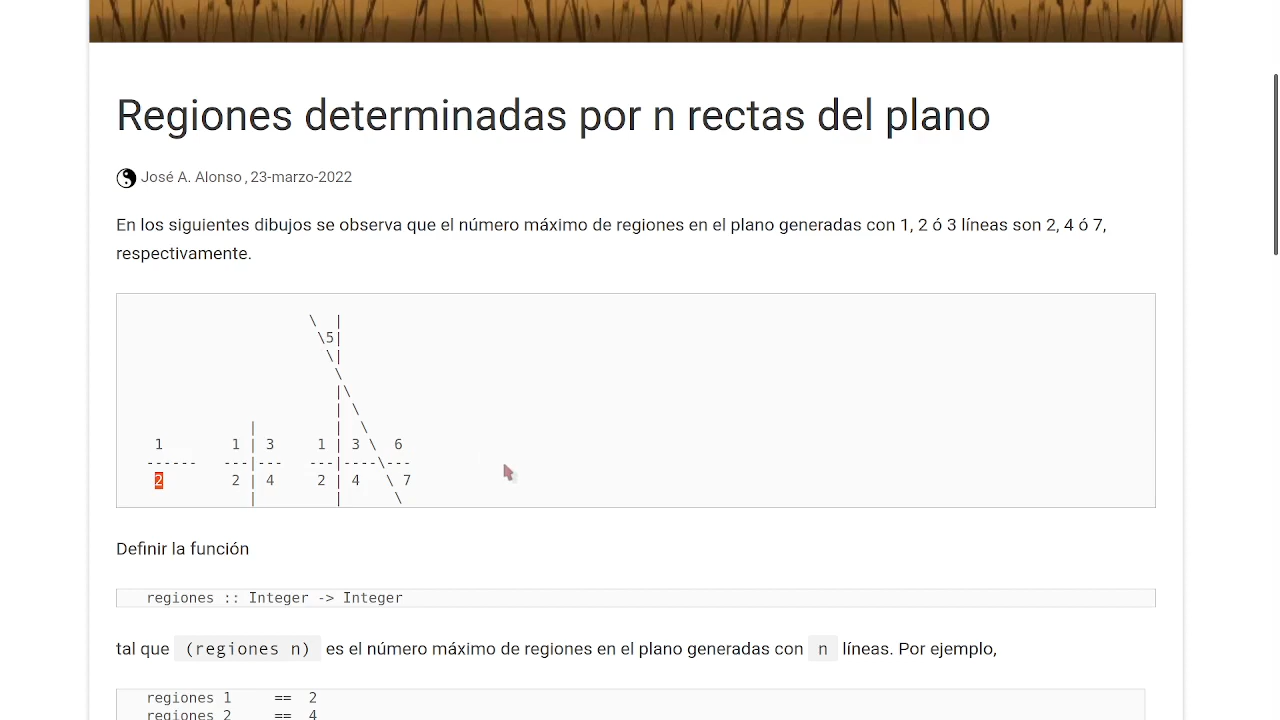 Regiones determinadas por n rectas del plano
José A. Alonso , 23-marzo-2022
En los siguientes dibujos se observa que el número máximo de regiones en el plano generadas con 1, 2 ó 3 líneas son 2, 4 ó 7,
respectivamente.
                   \  |
                    \5|
                     \|
                      \
                      |\
                      | \
            |         |  \
 1        1 | 3     1 | 3 \  6
------   ---|---   ---|----\---
 2        2 | 4     2 | 4   \ 7
            |         |      \
Definir la función
regiones :: Integer -> Integer
tal que (regiones n) es el número máximo de regiones en el plano generadas con n líneas. Por ejemplo,
regiones 1     ==  2
regiones 2     ==  4